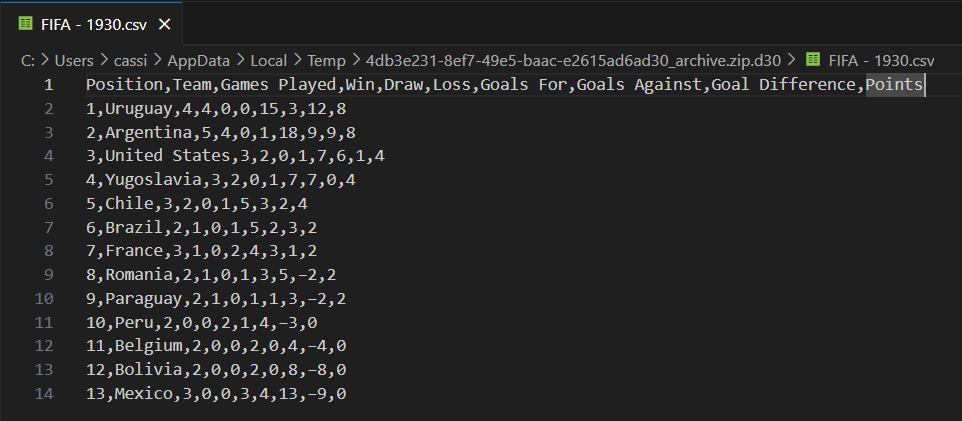 FIFA - 1930.csv
C: > Users > cassi > AppData > Local > Temp > 4db3e231-8ef7-49e5-baac-e2615ad6ad30_archive.zip.d30 > FIFA - 1930.csv
1 Position,Team,Games Played,Win,Draw,Loss,Goals For,Goals Against,Goal Difference,Points
2 1,Uruguay,4,4,0,0,15,3,12,8
3 2,Argentina,5,4,0,1,18,9,9,8
4 3,United States,3,2,0,1,7,6,1,4
5 4,Yugoslavia,3,2,0,1,7,7,0,4
6 5,Chile,3,2,0,1,5,3,2,4
7 6,Brazil,2,1,0,1,5,2,3,2
8 7,France,3,1,0,2,4,3,1,2
9 8,Romania,2,1,0,1,3,5,−2,2
10 9,Paraguay,2,1,0,1,1,3,−2,2
11 10,Peru,2,0,0,2,1,4,−3,0
12 11,Belgium,2,0,0,2,0,4,−4,0
13 12,Bolivia,2,0,0,2,0,8,−8,0
14 13,Mexico,3,0,0,3,4,13,−9,0